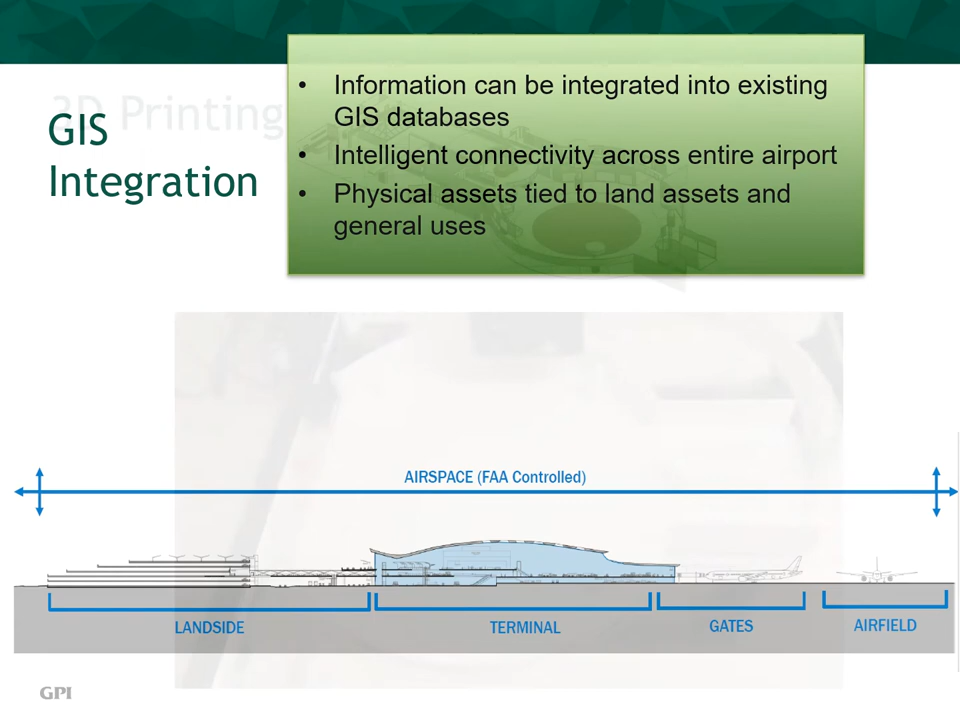 3D Printing
GIS
Integration
• Information can be integrated into existing
GIS databases
• Intelligent connectivity across entire airport
• Physical assets tied to land assets and
general uses
AIRSPACE (FAA Controlled)
LANDSIDE
TERMINAL
GATES
AIRFIELD
GPI